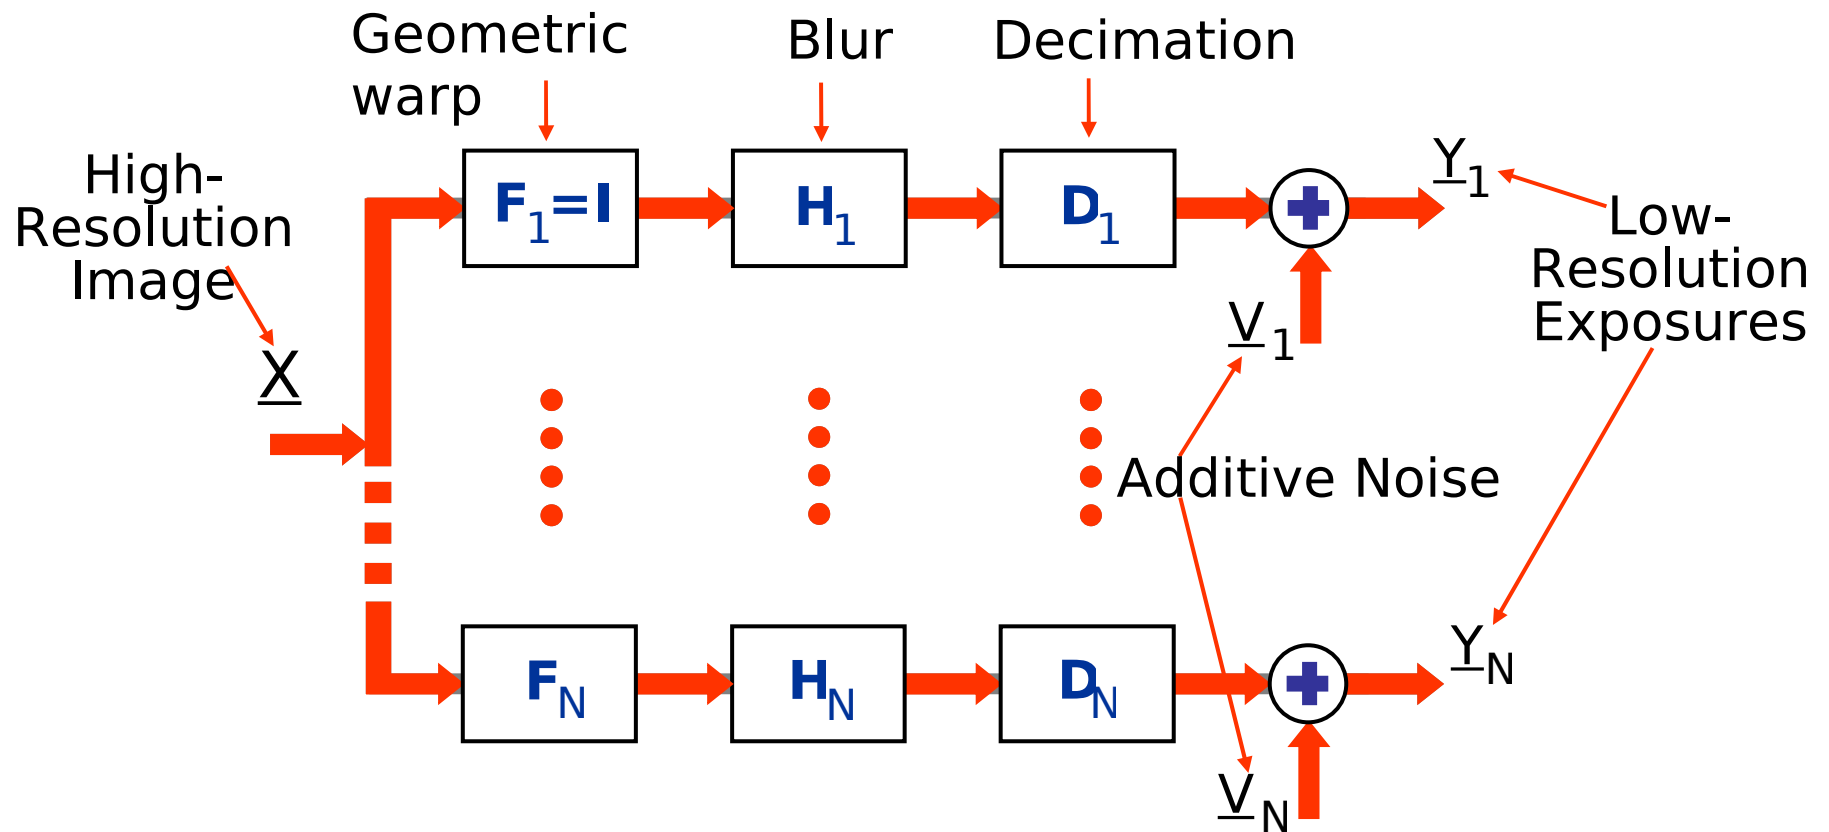 Geometric
warp
Blur
Decimation
High-
Resolution
Image
X
F1=I
H1
D1
Y1
Low-
Resolution
Exposures
V1
Additive Noise
FN
HN
DN
YN
VN